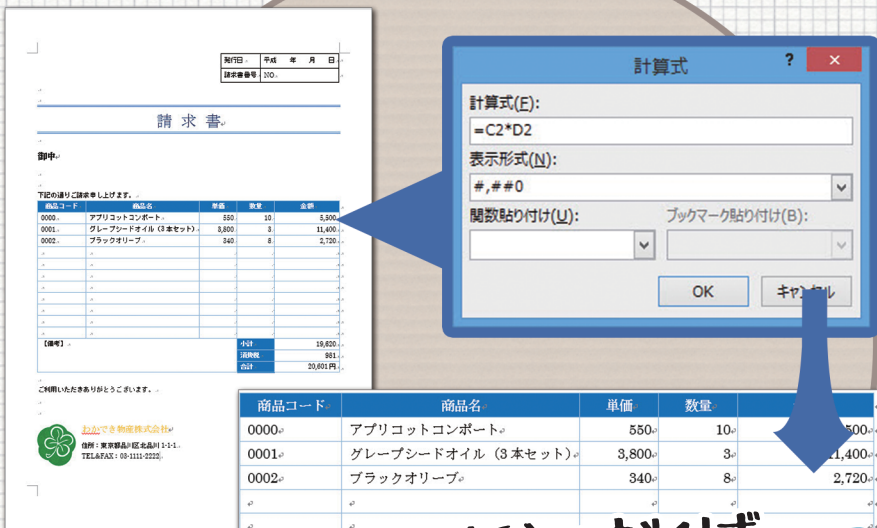 発行日 平成 年 月 日
請求書番号 NO.
請 求 書
御中
下記の通りご請求申し上げます。
商品コード 商品名 単価 数量 金額
0000 アプリコットコンポート 550 10 5,500
0001 グレープシードオイル（3本セット） 3,800 3 11,400
0002 ブラックオリーブ 340 8 2,720
【備考】 小計 19,620
消費税 981
合計 20,601円
ご利用いただきありがとうございます。
わかでき物産株式会社
住所：東京都品川区北品川 1-1-1
TEL&FAX：03-1111-2222
計算式 ? ×
計算式(F):
=C2*D2
表示形式(N):
#,##0
関数貼り付け(U): ブックマーク貼り付け(B):
OK キャンセル
商品コード 商品名 単価 数量
0000 アプリコットコンポート 550 10 500
0001 グレープシードオイル（3本セット） 3,800 3 1,400
0002 ブラックオリーブ 340 8 2,720